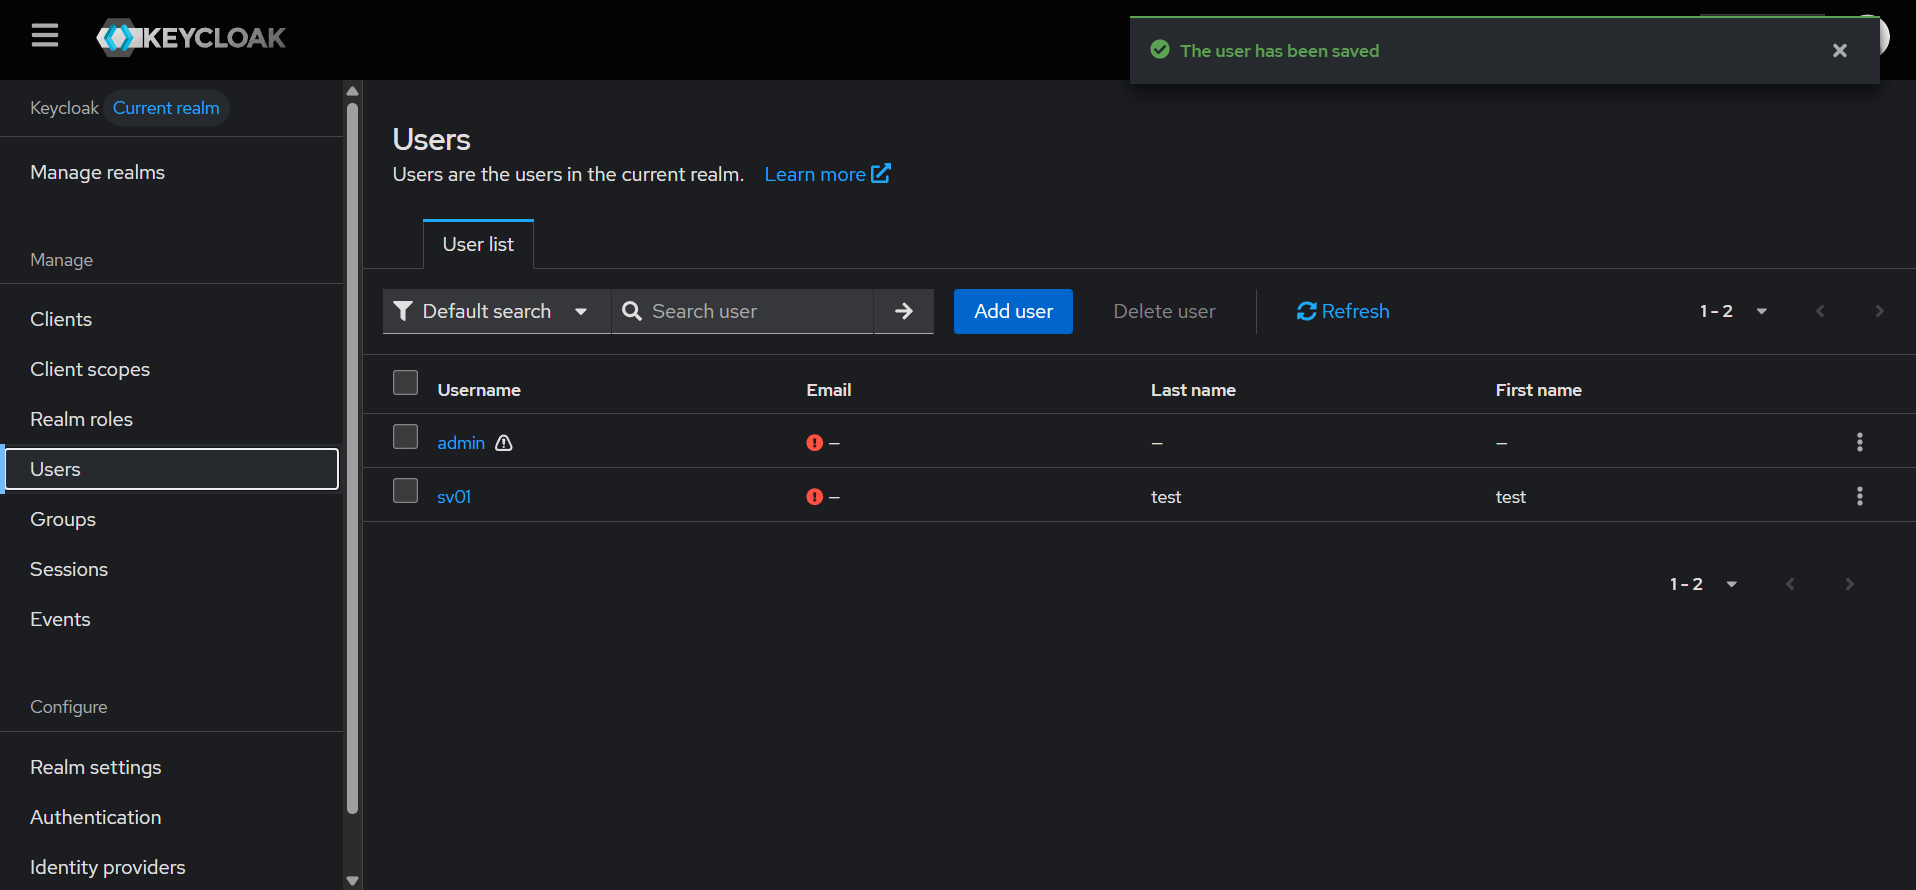 KEYCLOAK
The user has been saved
Keycloak Current realm
Manage realms
Manage
Clients
Client scopes
Realm roles
Users
Groups
Sessions
Events
Configure
Realm settings
Authentication
Identity providers
Users
Users are the users in the current realm. Learn more
User list
Default search Search user Add user Delete user Refresh 1 - 2
Username Email Last name First name
admin – – –
sv01 – test test
1 - 2